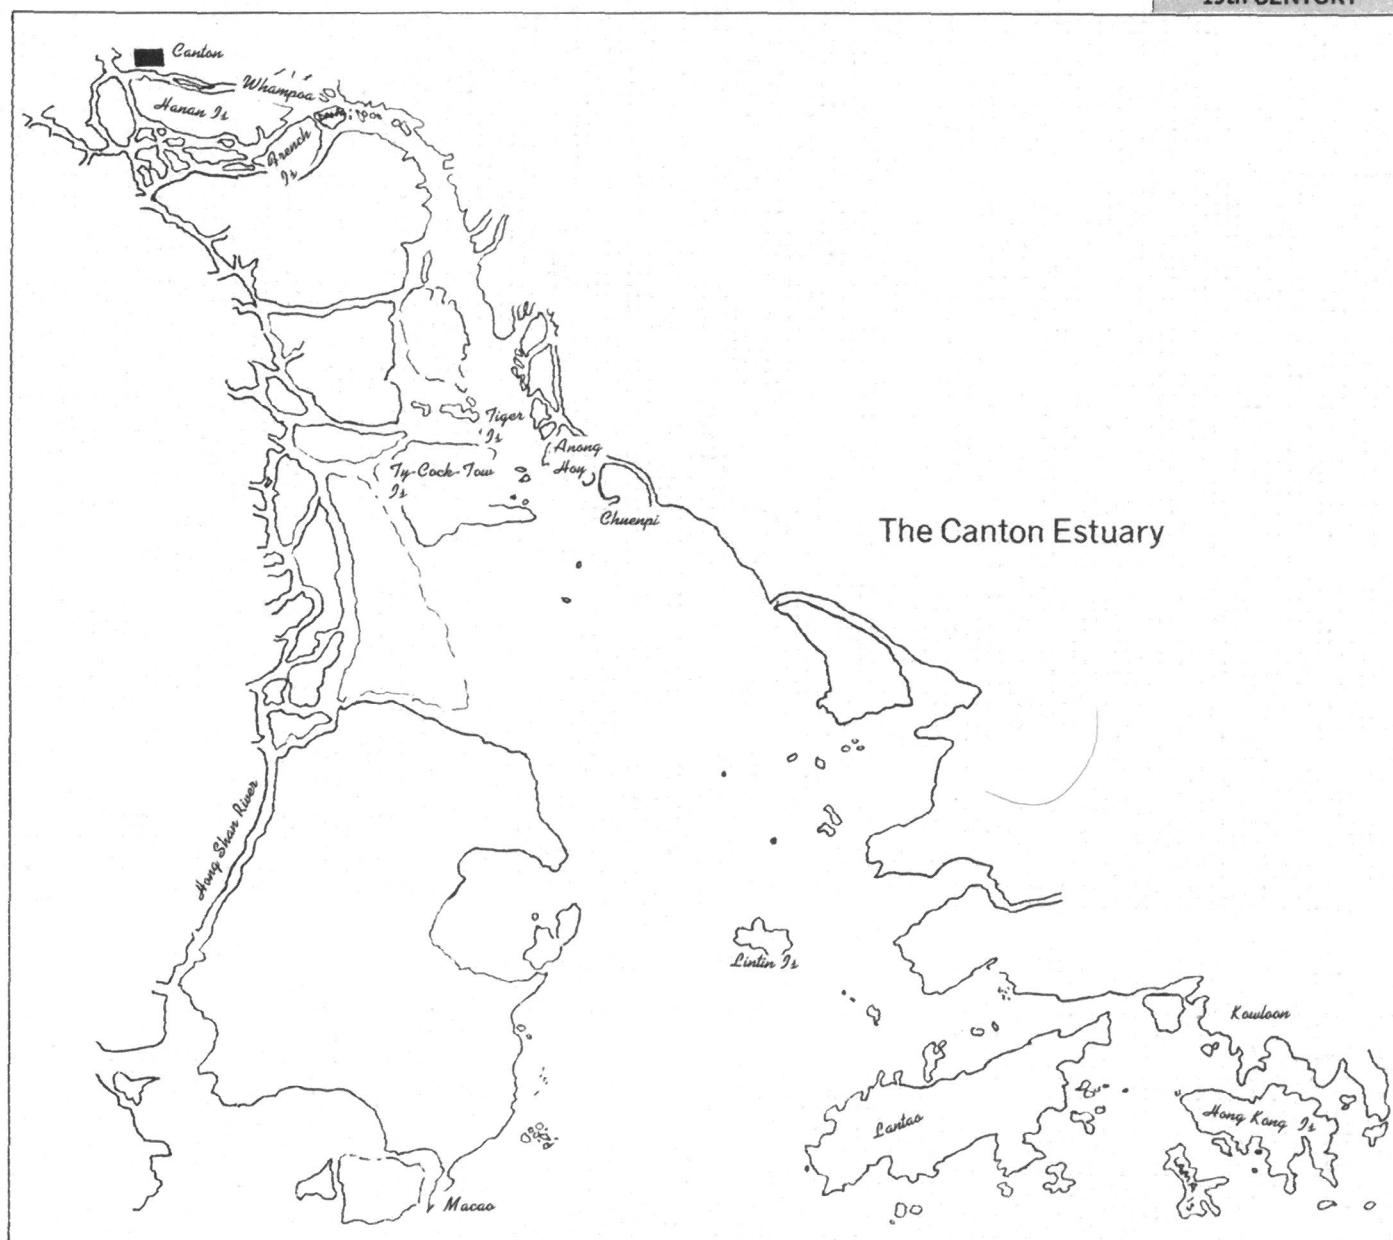 19th CENTURY
Canton
Whampoa
Hanan Is
French
Is
Tiger
Is
Anong
Hoy
Ty-Cock-Tow
Is
Chuenpi
The Canton Estuary
Hong Shan River
Lintin Is
Kowloon
Lantao
Hong Kong Is
Macao